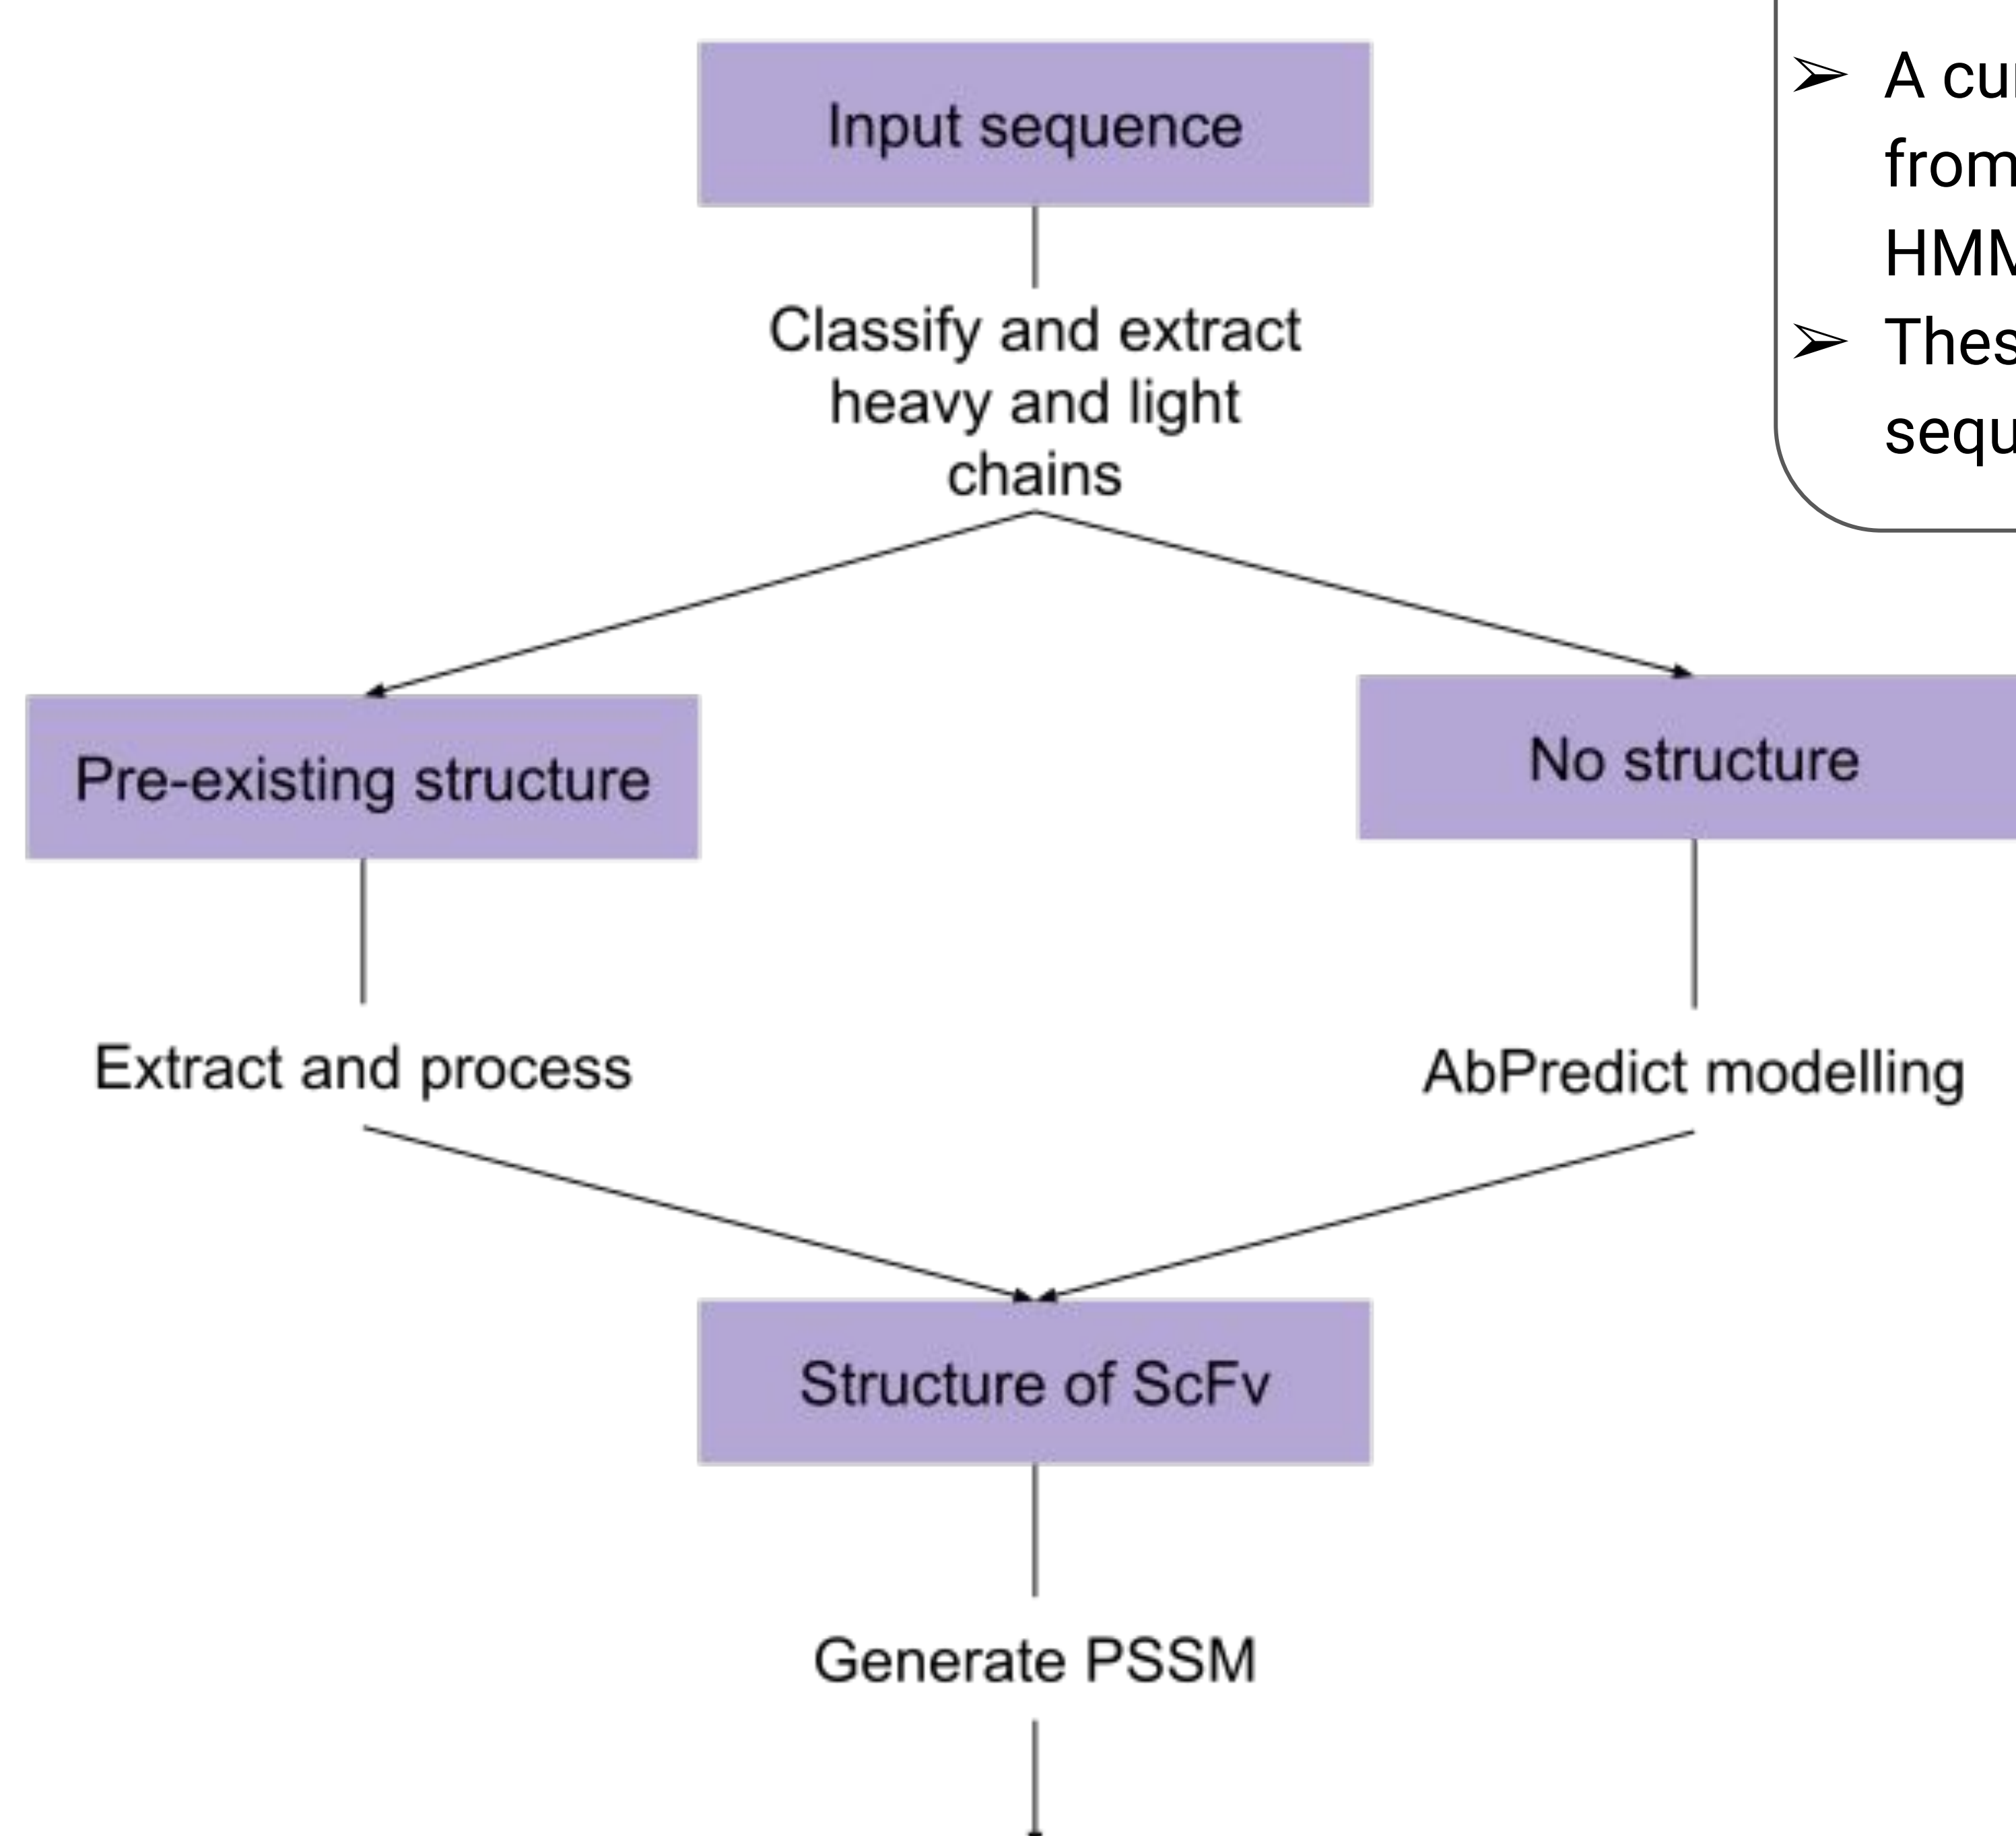 Input sequence
Classify and extract
heavy and light
chains
Pre-existing structure
No structure
Extract and process
AbPredict modelling
Structure of ScFv
Generate PSSM
➢ A
from